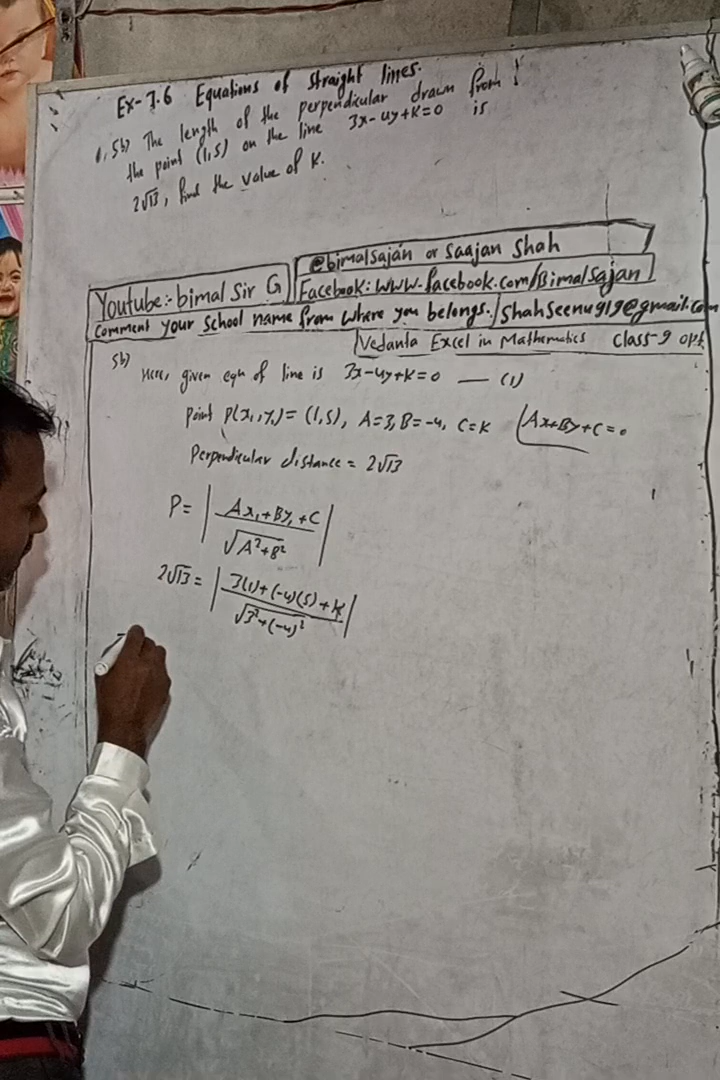 Ex-7.6 Equations of straight lines.
Q.5b) The length of the perpendicular drawn from
the point (1,5) on the line 3x-4y+K=0 is
2√13, find the value of K.
Youtube:- bimal Sir G
@bimalsajan or Saajan Shah
Facebook: www.facebook.com/Bimalsajan
Comment your School name from where you belongs. / Shahseenu919@gmail.com
Vedanta Excel in Mathematics Class-9 opt
5b) Here, given eqn of line is 3x-4y+K=0 — (1)
Point P(x₁,y₁) = (1,5), A=3, B=-4, C=K (Ax+By+C=0
Perpendicular distance = 2√13
P = | Ax₁+By₁+C / √A²+B² |
2√13 = | 3(1)+(-4)(5)+K / √3²+(-4)² |